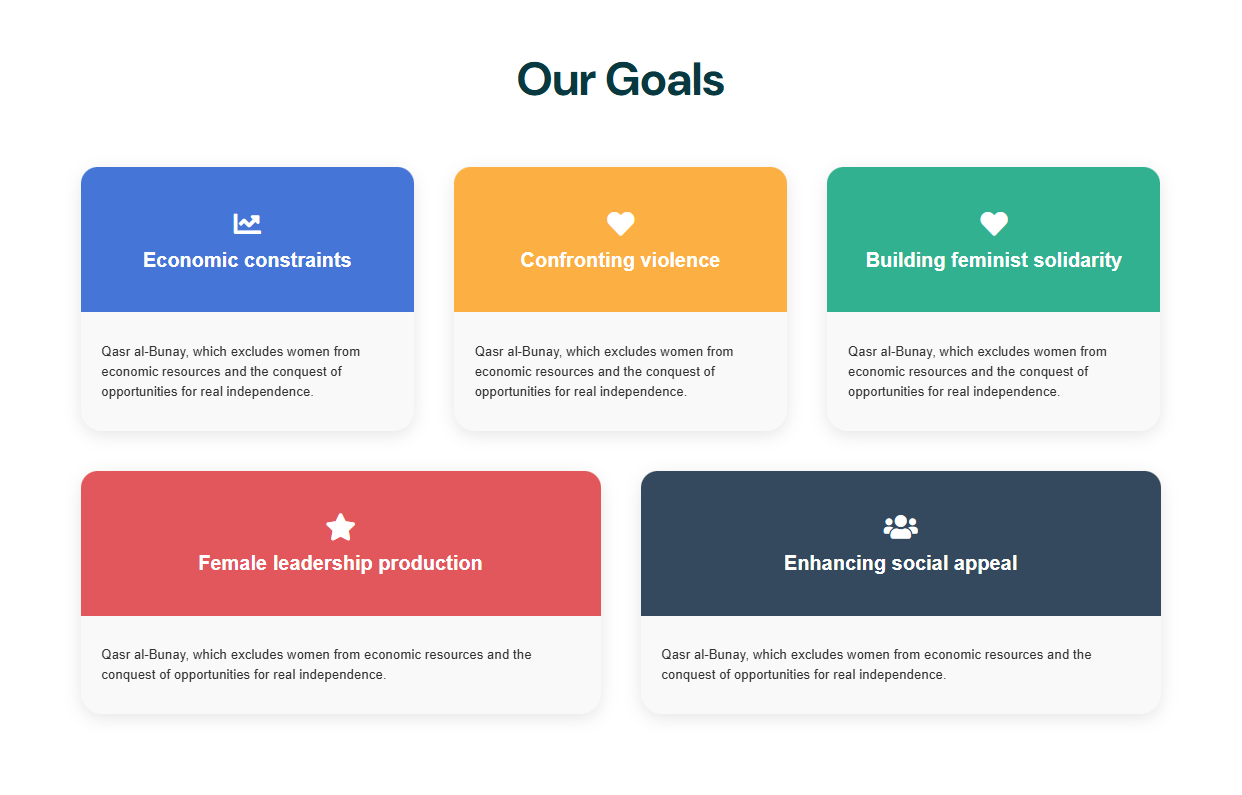 Our Goals
Economic constraints
Qasr al-Bunay, which excludes women from
economic resources and the conquest of
opportunities for real independence.
Confronting violence
Qasr al-Bunay, which excludes women from
economic resources and the conquest of
opportunities for real independence.
Building feminist solidarity
Qasr al-Bunay, which excludes women from
economic resources and the conquest of
opportunities for real independence.
Female leadership production
Qasr al-Bunay, which excludes women from economic resources and the
conquest of opportunities for real independence.
Enhancing social appeal
Qasr al-Bunay, which excludes women from economic resources and the
conquest of opportunities for real independence.